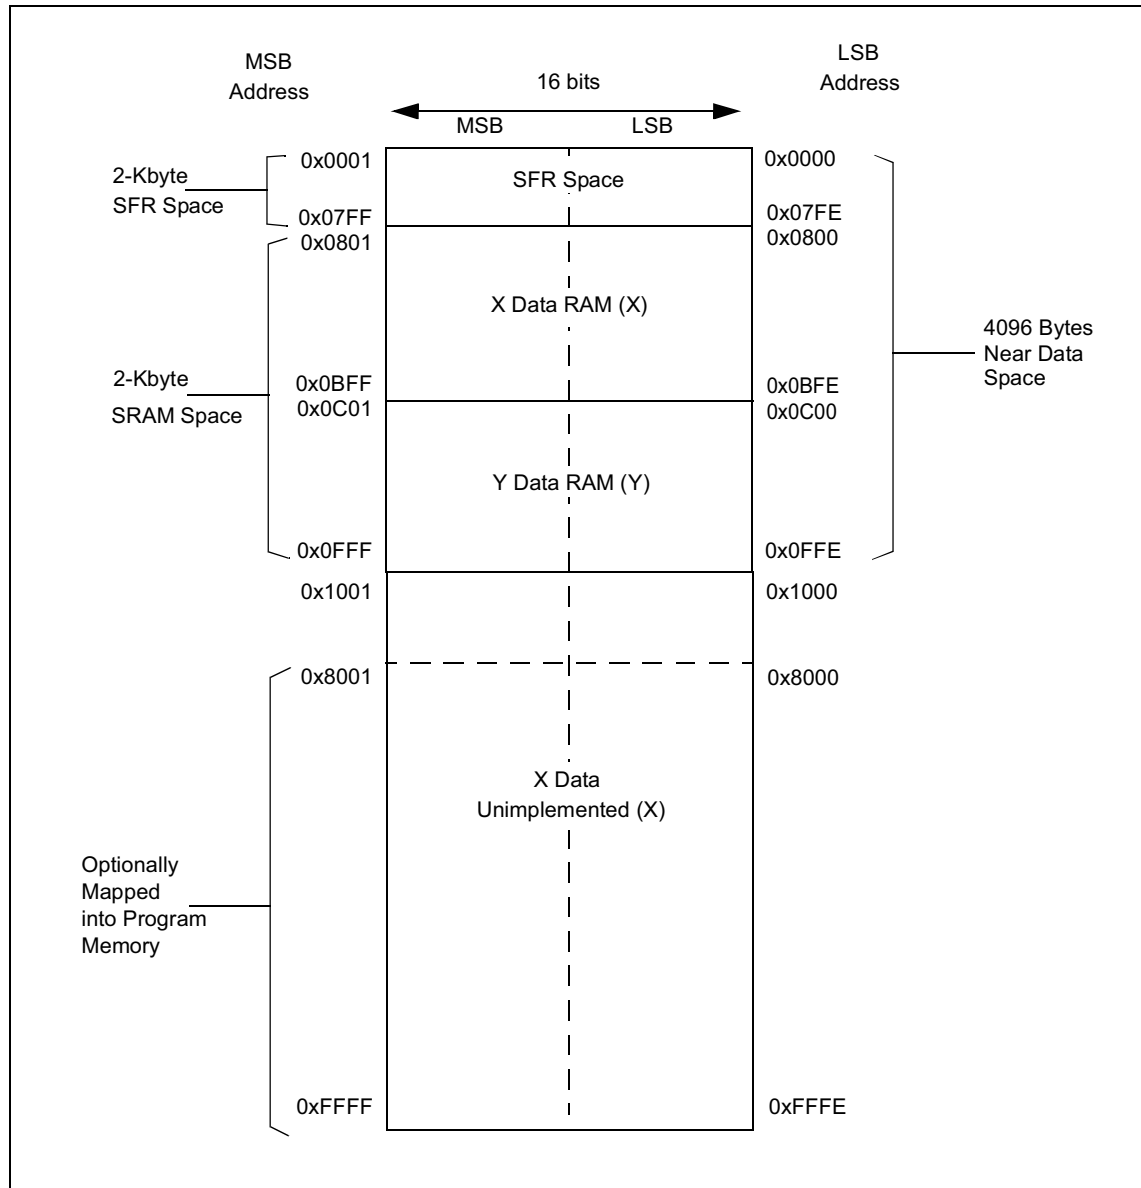 MSB
Address
LSB
Address
16 bits
MSB
LSB
0x0001
0x0000
2-Kbyte
SFR Space
SFR Space
0x07FF
0x07FE
0x0801
0x0800
X Data RAM (X)
4096 Bytes
Near Data
Space
2-Kbyte
SRAM Space
0x0BFF
0x0BFE
0x0C01
0x0C00
Y Data RAM (Y)
0x0FFF
0x0FFE
0x1001
0x1000
0x8001
0x8000
X Data
Unimplemented (X)
Optionally
Mapped
into Program
Memory
0xFFFF
0xFFFE